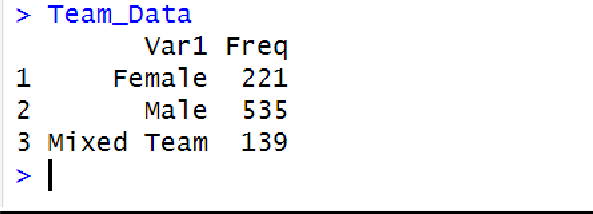 > Team_Data
Var1 Freq
1 Female 221
2 Male 535
3 Mixed Team 139
>